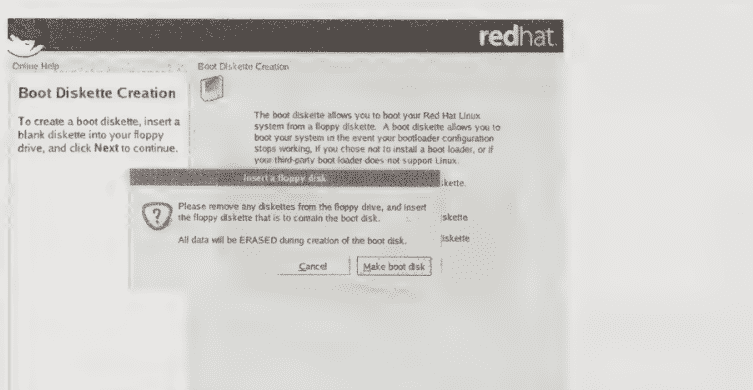 redhat.
Online Help
Boot Diskette Creation
Boot Diskette Creation
To create a boot diskette, insert a
blank diskette into your floppy
drive, and click Next to continue.
The boot diskette allows you to boot your Red Hat Linux
system from a floppy diskette. A boot diskette allows you to
boot your system in the event your bootloader configuration
stops working, if you chose not to install a boot loader, or if
your third-party boot loader does not support Linux.
skette.
skette
iskette
Insert a floppy disk
Please remove any diskettes from the floppy drive, and insert
the floppy diskette that is to contain the boot disk.
All data will be ERASED during creation of the boot disk.
Cancel
Make boot disk